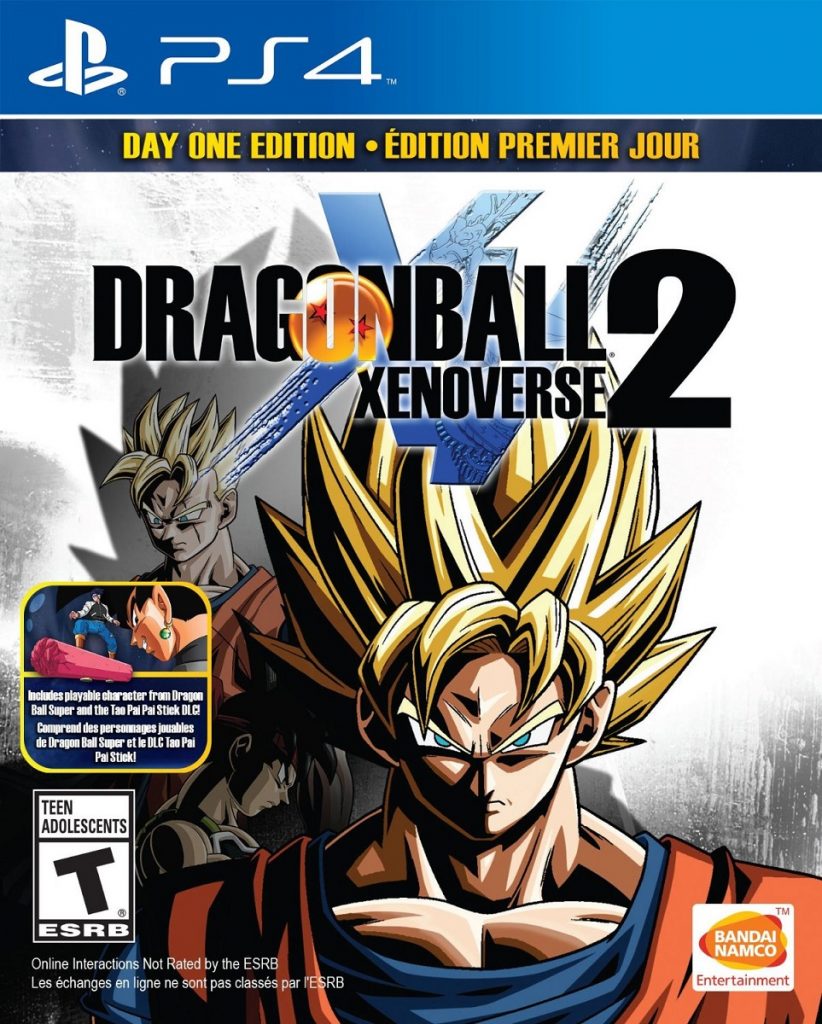 PS4™
DAY ONE EDITION • ÉDITION PREMIER JOUR
DRAGONBALL®
XENOVERSE 2
Includes playable character from Dragon
Ball Super and the Tao Pai Pai Stick DLC!
Comprend des personnages jouables
de Dragon Ball Super et le DLC Tao Pai
Pai Stick!
TEEN
ADOLESCENTS
T
®
ESRB
Online Interactions Not Rated by the ESRB
Les échanges en ligne ne sont pas classés par l'ESRB
TM
BANDAI
NAMCO
Entertainment